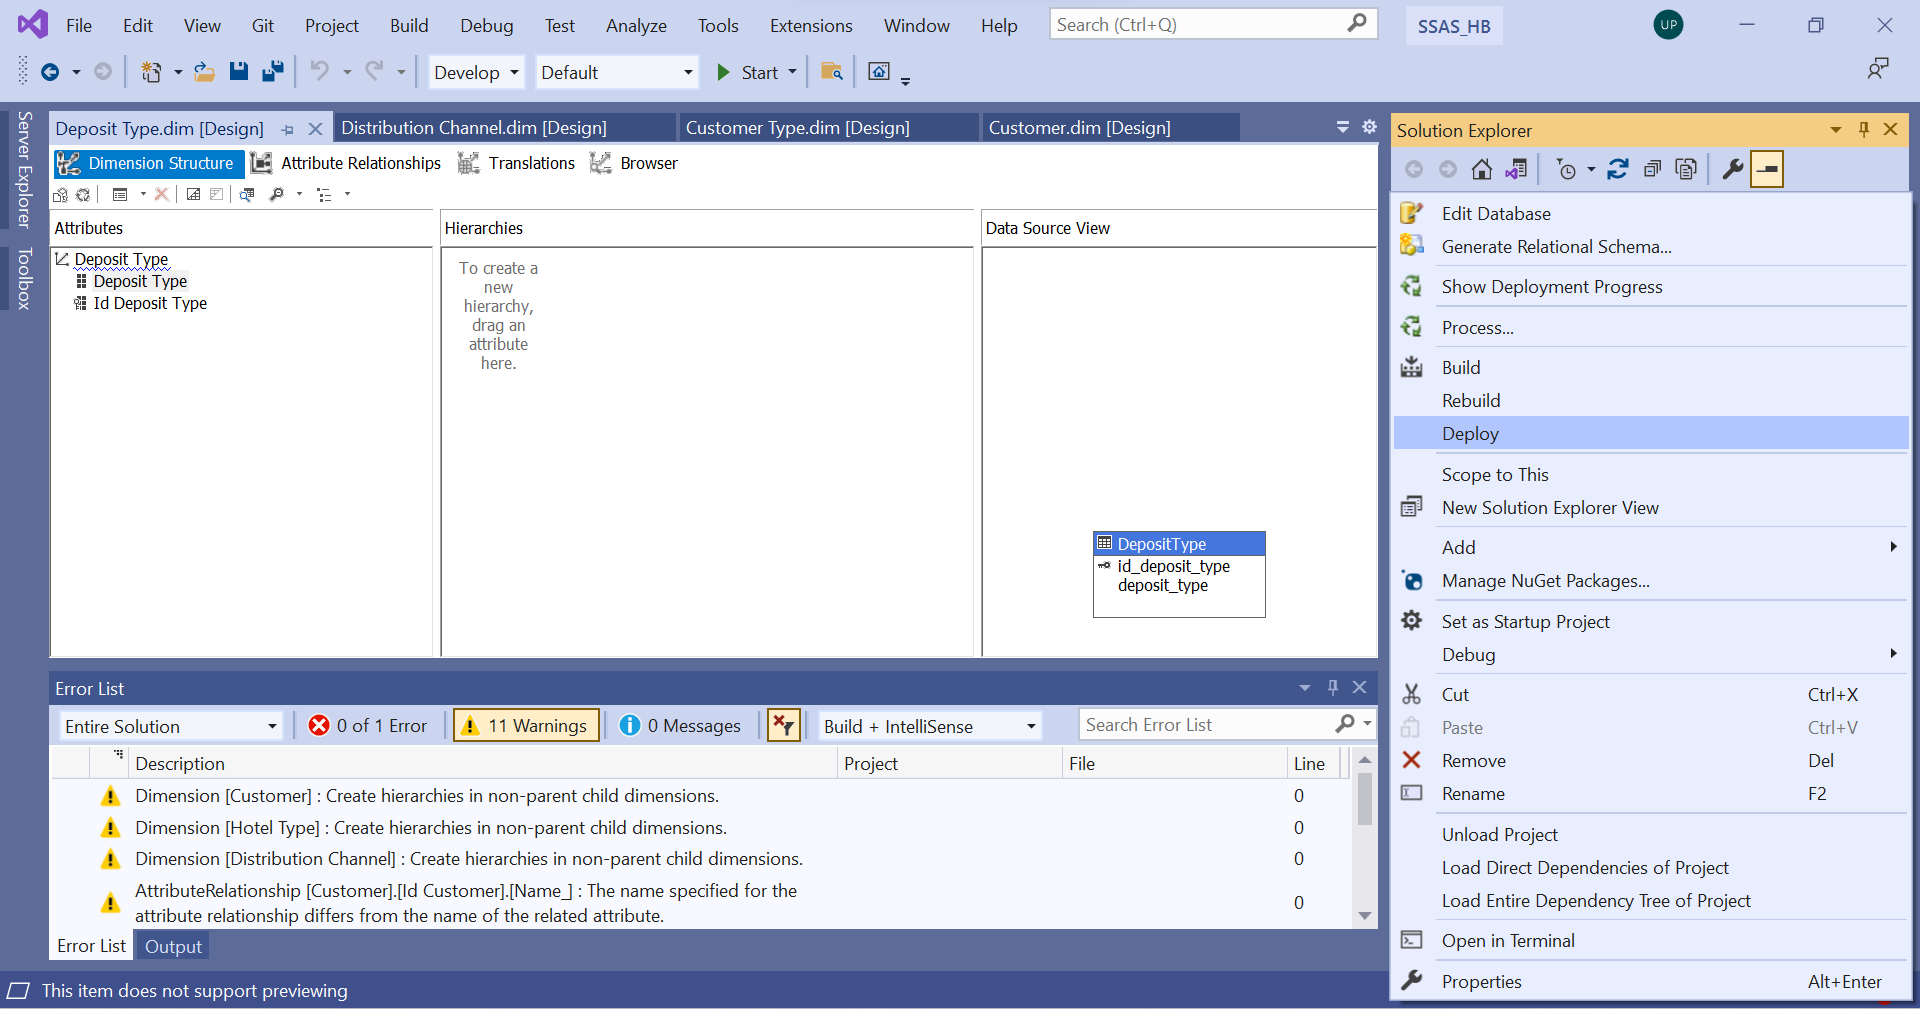 File Edit View Git Project Build Debug Test Analyze Tools Extensions Window Help Search (Ctrl+Q) SSAS_HB UP
Develop Default Start
Server Explorer
Toolbox
Deposit Type.dim [Design] Distribution Channel.dim [Design] Customer Type.dim [Design] Customer.dim [Design]
Dimension Structure Attribute Relationships Translations Browser
Attributes
Deposit Type
Deposit Type
Id Deposit Type
Hierarchies
To create a
new
hierarchy,
drag an
attribute
here.
Data Source View
DepositType
id_deposit_type
deposit_type
Error List
Entire Solution 0 of 1 Error 11 Warnings 0 Messages Build + IntelliSense Search Error List
Description Project File Line
Dimension [Customer] : Create hierarchies in non-parent child dimensions. 0
Dimension [Hotel Type] : Create hierarchies in non-parent child dimensions. 0
Dimension [Distribution Channel] : Create hierarchies in non-parent child dimensions. 0
AttributeRelationship [Customer].[Id Customer].[Name_] : The name specified for the
attribute relationship differs from the name of the related attribute. 0
Error List Output
This item does not support previewing
Solution Explorer
Edit Database
Generate Relational Schema...
Show Deployment Progress
Process...
Build
Rebuild
Deploy
Scope to This
New Solution Explorer View
Add
Manage NuGet Packages...
Set as Startup Project
Debug
Cut Ctrl+X
Paste Ctrl+V
Remove Del
Rename F2
Unload Project
Load Direct Dependencies of Project
Load Entire Dependency Tree of Project
Open in Terminal
Properties Alt+Enter